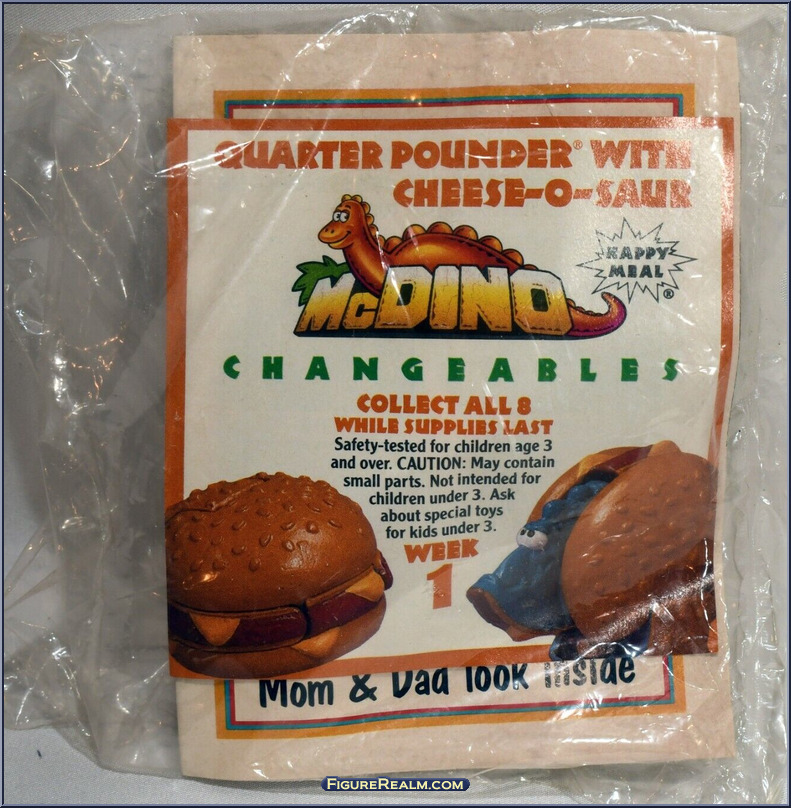 QUARTER POUNDER® WITH
CHEESE-O-SAUR
McDINO
HAPPY
MEAL
®
CHANGEABLES
COLLECT ALL 8
WHILE SUPPLIES LAST
Safety-tested for children age 3
and over. CAUTION: May contain
small parts. Not intended for
children under 3. Ask
about special toys
for kids under 3.
WEEK
1
Mom & Dad look inside
FIGUREREALM.COM